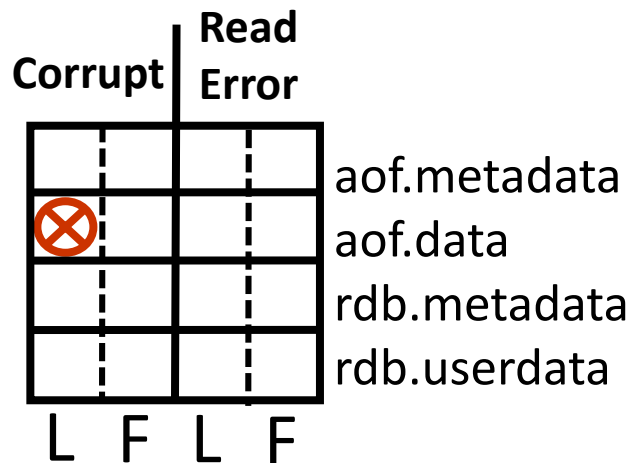 Read
Corrupt Error
aof.metadata
aof.data
rdb.metadata
rdb.userdata
L F L F